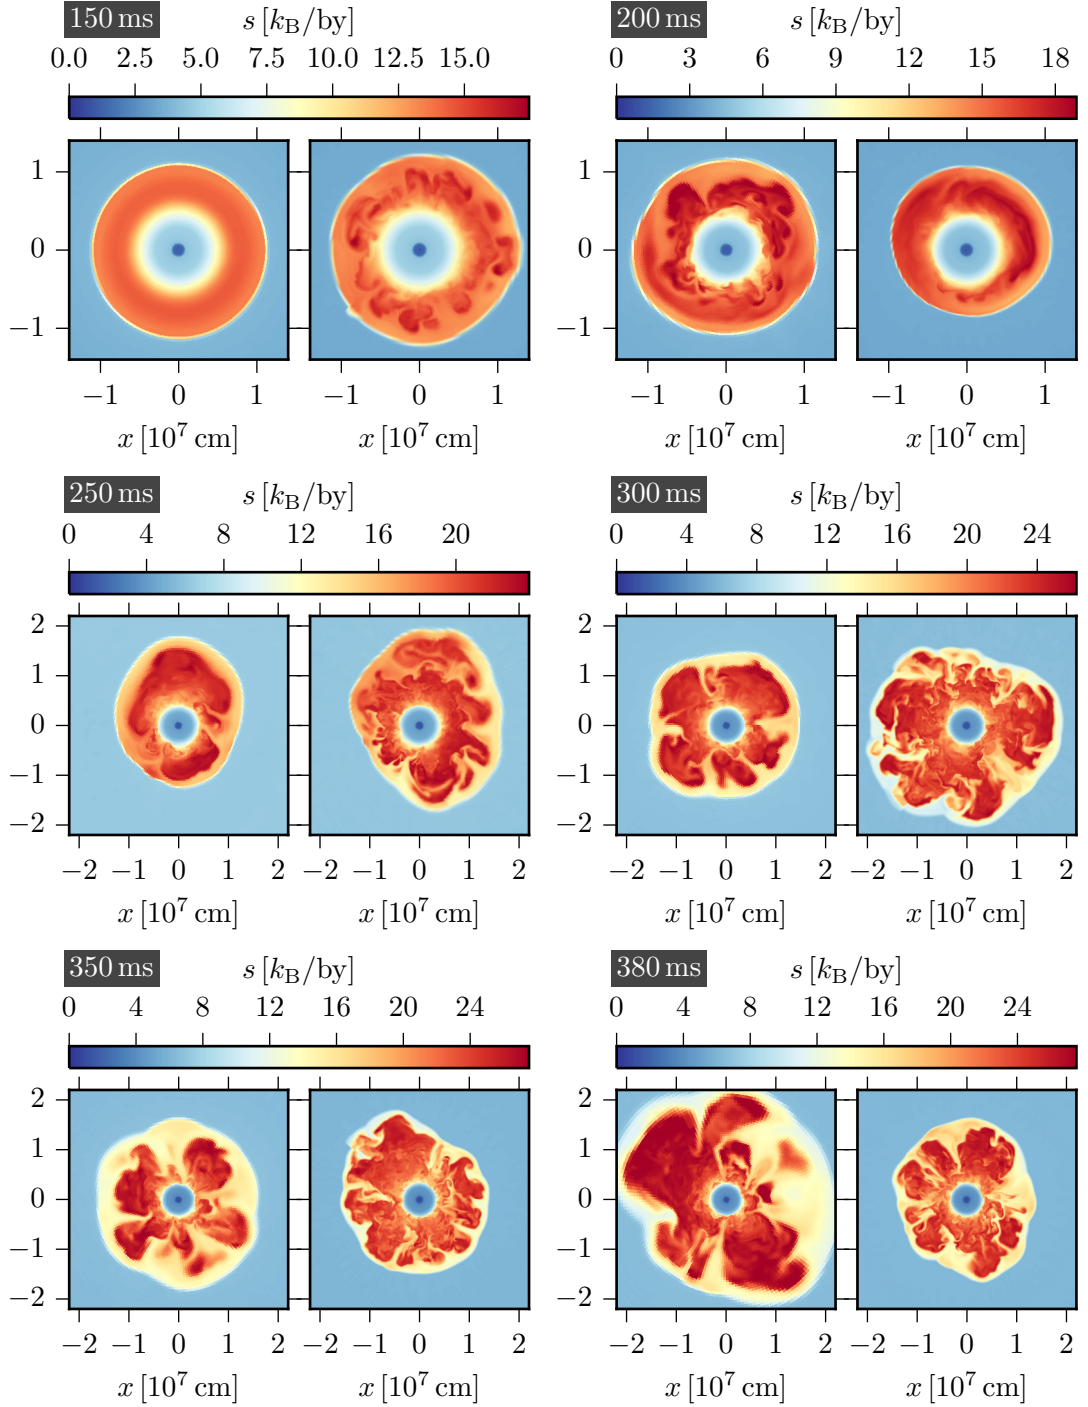 150 ms s [k_B/by] 200 ms s [k_B/by]
0.0 2.5 5.0 7.5 10.0 12.5 15.0 0 3 6 9 12 15 18
1
0
−1
−1 0 1 −1 0 1 −1 0 1 −1 0 1
x [10^7 cm] x [10^7 cm] x [10^7 cm] x [10^7 cm]
250 ms s [k_B/by] 300 ms s [k_B/by]
0 4 8 12 16 20 0 4 8 12 16 20 24
2 2
1 1
0 0
−1 −1
−2 −2
−2 −1 0 1 2 −2 −1 0 1 2 −2 −1 0 1 2 −2 −1 0 1 2
x [10^7 cm] x [10^7 cm] x [10^7 cm] x [10^7 cm]
350 ms s [k_B/by] 380 ms s [k_B/by]
0 4 8 12 16 20 24 0 4 8 12 16 20 24
2 2
1 1
0 0
−1 −1
−2 −2
−2 −1 0 1 2 −2 −1 0 1 2 −2 −1 0 1 2 −2 −1 0 1 2
x [10^7 cm] x [10^7 cm] x [10^7 cm] x [10^7 cm]